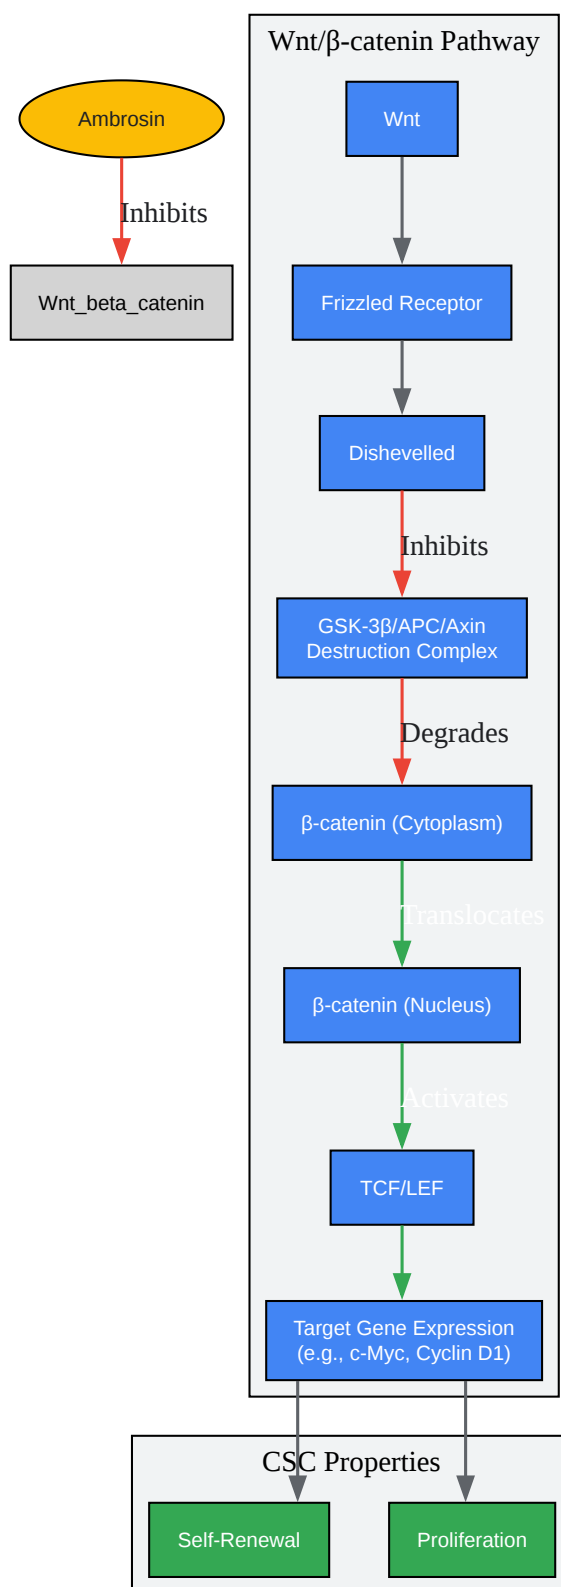 Wnt/β-catenin Pathway
Ambrosin
Wnt
Inhibits
Wnt_beta_catenin
Frizzled Receptor
Dishevelled
Inhibits
GSK-3β/APC/Axin
Destruction Complex
Degrades
β-catenin (Cytoplasm)
Translocates
β-catenin (Nucleus)
Activates
TCF/LEF
Target Gene Expression
(e.g., c-Myc, Cyclin D1)
CSC Properties
Self-Renewal
Proliferation